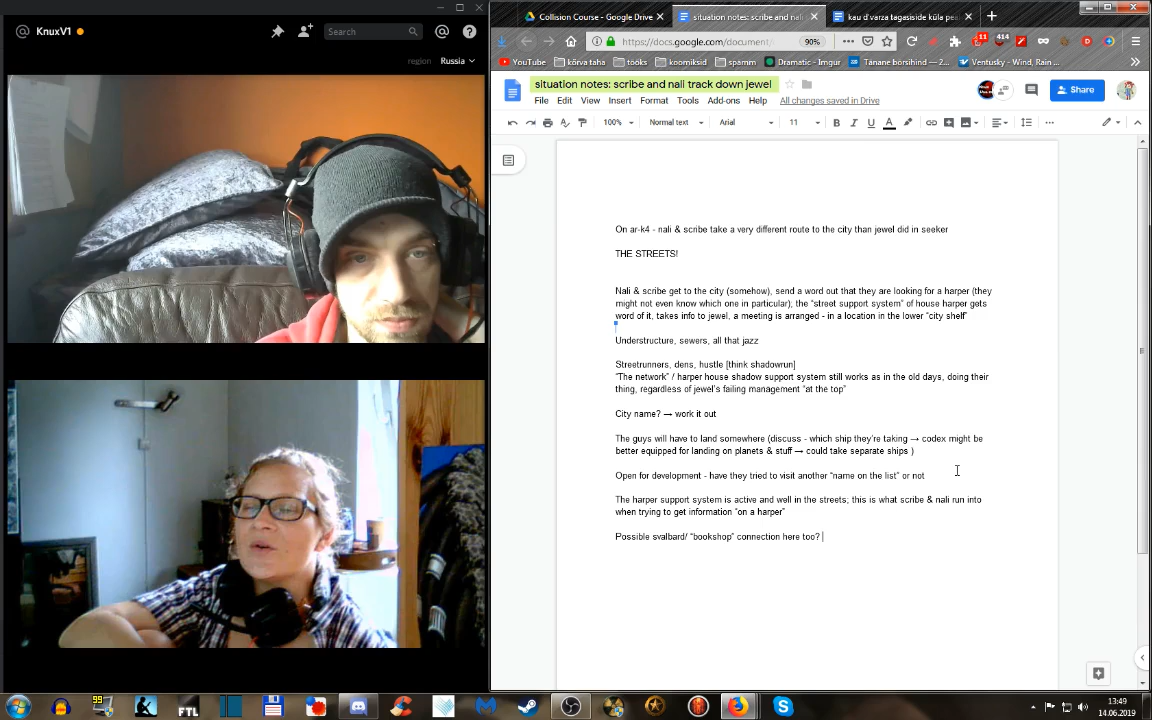 KnuxV1
Search
region
Russia
Collision Course - Google Drive
situation notes: scribe and nali
kau d'varza tagasiside küla pea
https://docs.google.com/document/
90%
11
414
YouTube
kõrva taha
tööks
koomiksid
spämm
Dramatic - Imgur
Tänane börsihind —
Ventusky - Wind, Rain ...
situation notes: scribe and nali track down jewel
File Edit View Insert Format Tools Add-ons Help All changes saved in Drive
Share
100% Normal text Arial 11
On ar-k4 - nali & scribe take a very different route to the city than jewel did in seeker
THE STREETS!
Nali & scribe get to the city (somehow), send a word out that they are looking for a harper (they
might not even know which one in particular); the “street support system” of house harper gets
word of it, takes info to jewel, a meeting is arranged - in a location in the lower “city shelf”
Understructure, sewers, all that jazz
Streetrunners, dens, hustle [think shadowrun]
“The network” / harper house shadow support system still works as in the old days, doing their
thing, regardless of jewel’s failing management “at the top”
City name? → work it out
The guys will have to land somewhere (discuss - which ship they’re taking → codex might be
better equipped for landing on planets & stuff → could take separate ships )
Open for development - have they tried to visit another “name on the list” or not
The harper support system is active and well in the streets; this is what scribe & nali run into
when trying to get information “on a harper”
Possible svalbard/ “bookshop” connection here too?
99
FTL
13:49
14.06.2019